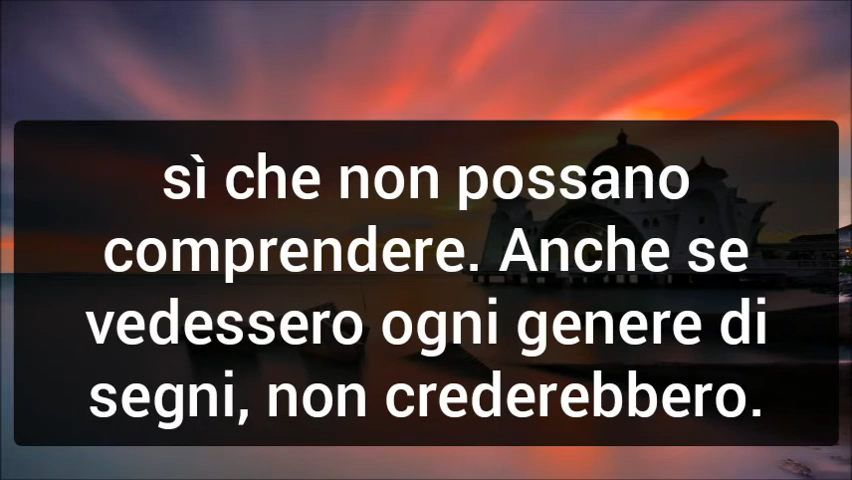 sì che non possano
comprendere. Anche se
vedessero ogni genere di
segni, non crederebbero.